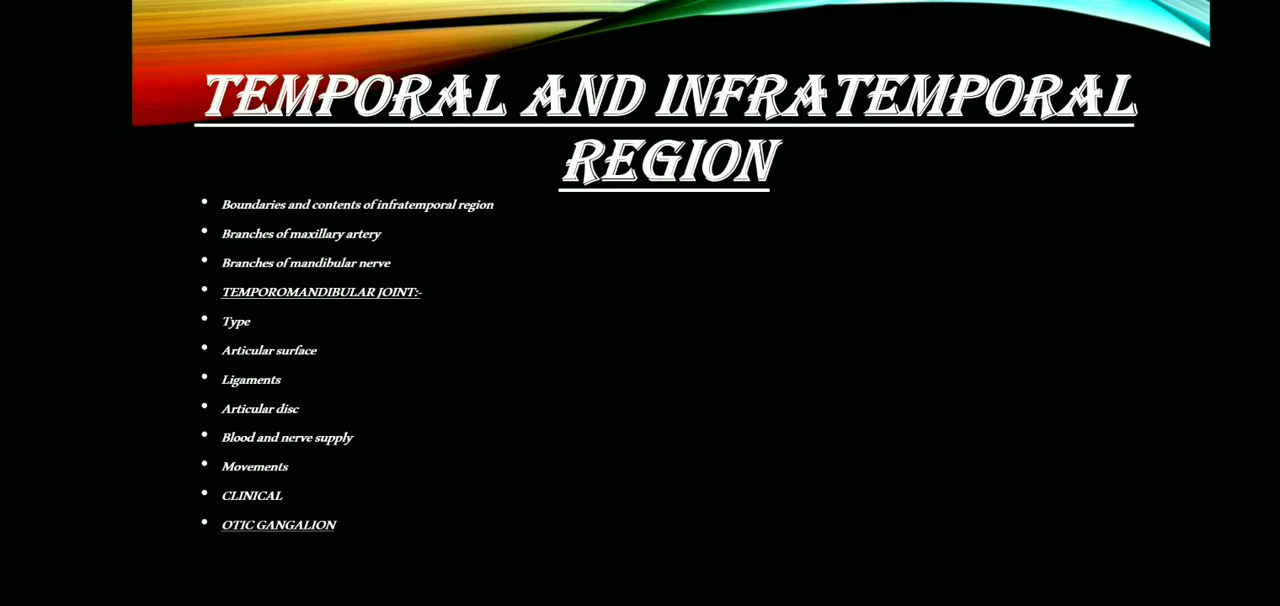 TEMPORAL AND INFRATEMPORAL
REGION
• Boundaries and contents of infratemporal region
• Branches of maxillary artery
• Branches of mandibular nerve
• TEMPOROMANDIBULAR JOINT:-
• Type
• Articular surface
• Ligaments
• Articular disc
• Blood and nerve supply
• Movements
• CLINICAL
• OTIC GANGALION